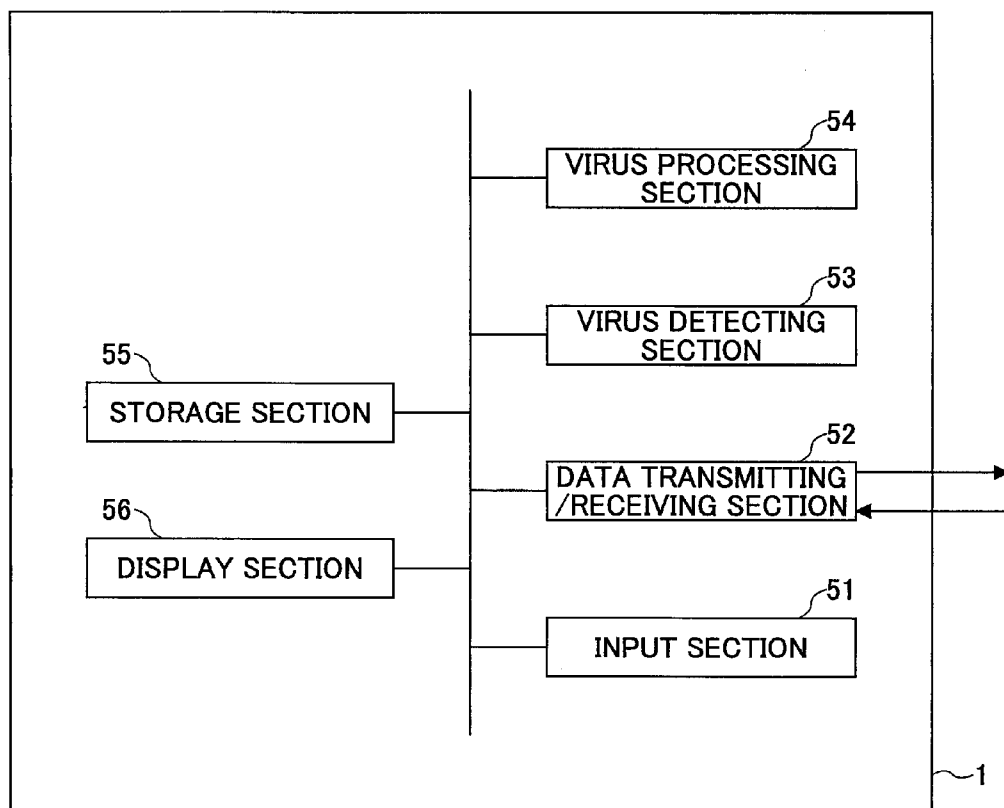 54
VIRUS PROCESSING
SECTION
53
VIRUS DETECTING
SECTION
55
STORAGE SECTION
52
DATA TRANSMITTING
/RECEIVING SECTION
56
DISPLAY SECTION
51
INPUT SECTION
1